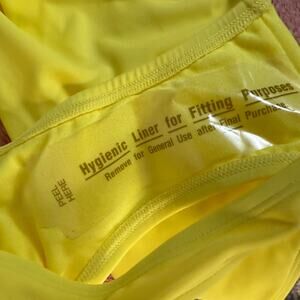 Hygienic Liner for Fitting Purposes
Remove for General Use after Final Purchase.
PEEL
HERE